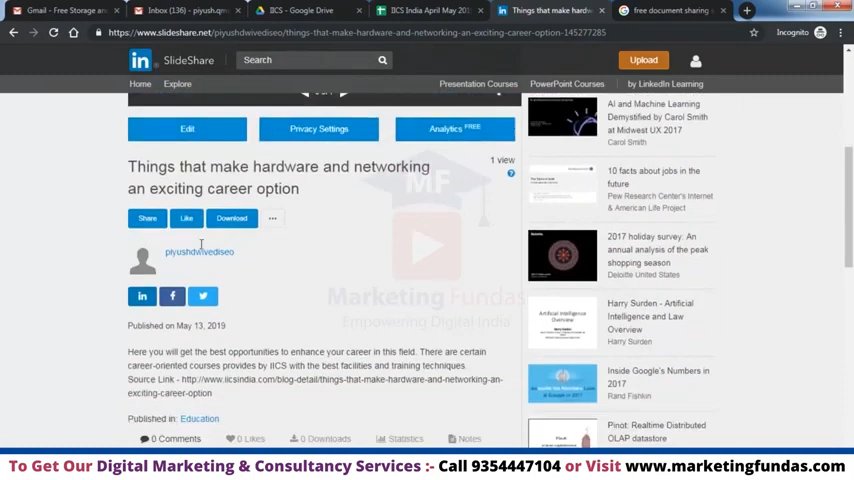 Gmail - Free Storage and
Inbox (136) - piyush.qm
IICS - Google Drive
IICS India April May 201
Things that make hardw
free document sharing s
https://www.slideshare.net/piyushdwivediseo/things-that-make-hardware-and-networking-an-exciting-career-option-145277285
Incognito
in SlideShare
Search
Upload
Home
Explore
Presentation Courses
PowerPoint Courses
by LinkedIn Learning
Edit
Privacy Settings
Analytics FREE
Things that make hardware and networking
an exciting career option
1 view
Share
Like
Download
piyushdwivediseo
Published on May 13, 2019
Here you will get the best opportunities to enhance your career in this field. There are certain
career-oriented courses provides by IICS with the best facilities and training techniques.
Source Link - http://www.iicsindia.com/blog-detail/things-that-make-hardware-and-networking-an-
exciting-career-option
Published in: Education
0 Comments
0 Likes
0 Downloads
Statistics
Notes
AI and Machine Learning
Demystified by Carol Smith
at Midwest UX 2017
Carol Smith
10 facts about jobs in the
future
Pew Research Center's Internet
& American Life Project
2017 holiday survey: An
annual analysis of the peak
shopping season
Deloitte United States
Harry Surden - Artificial
Intelligence and Law
Overview
Harry Surden
Inside Google's Numbers in
2017
Rand Fishkin
Pinot: Realtime Distributed
OLAP datastore
MF
Marketing Fundas
Empowering Digital India
To Get Our Digital Marketing & Consultancy Services :- Call 9354447104 or Visit www.marketingfundas.com